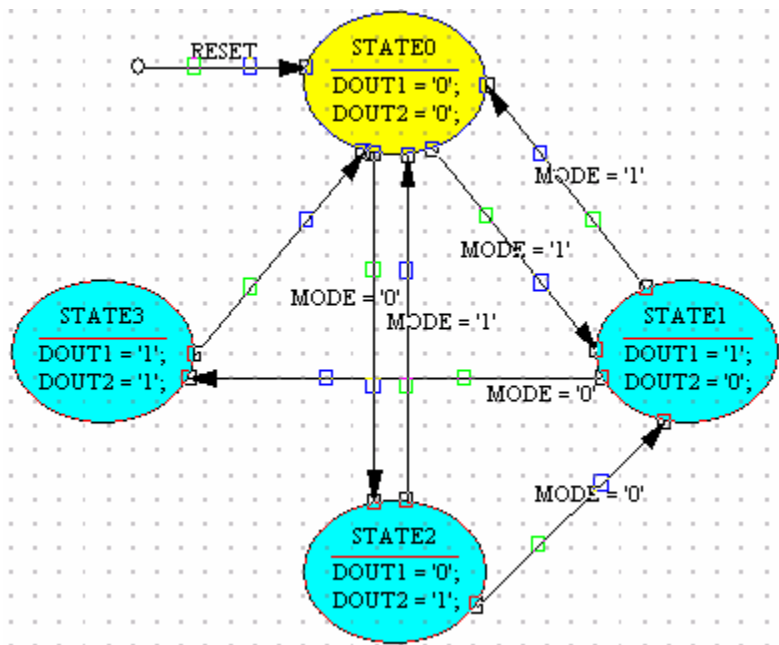 RESET
STATE0
DOUT1 = '0';
DOUT2 = '0';
MODE = '1'
MODE = '1'
MODE = '0'
MODE = '1'
STATE3
DOUT1 = '1';
DOUT2 = '1';
STATE1
DOUT1 = '1';
DOUT2 = '0';
MODE = '0'
MODE = '0'
STATE2
DOUT1 = '0';
DOUT2 = '1';